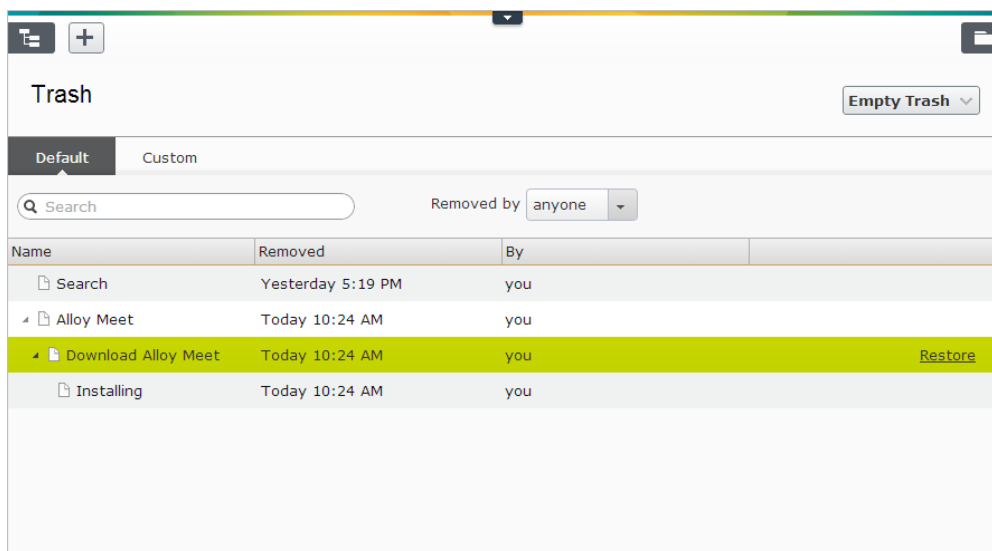 Trash
Empty Trash
Default Custom
Search Removed by anyone
Name Removed By
Search Yesterday 5:19 PM you
Alloy Meet Today 10:24 AM you
Download Alloy Meet Today 10:24 AM you Restore
Installing Today 10:24 AM you